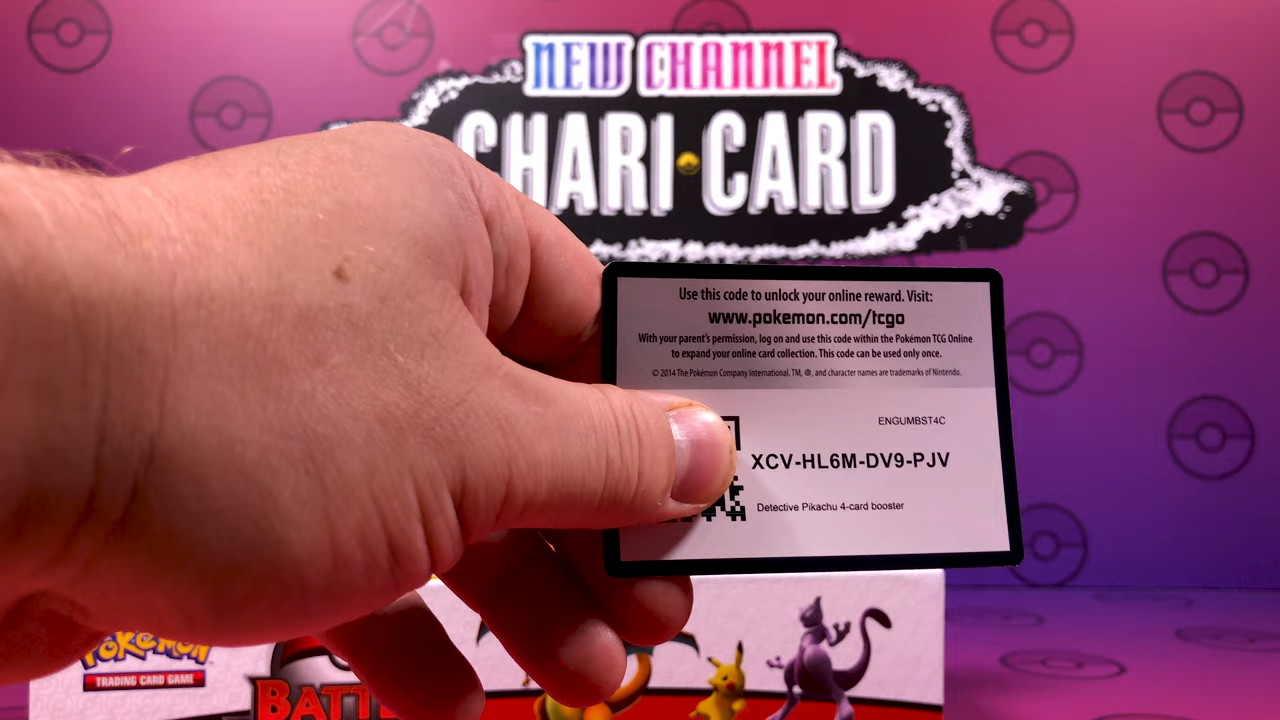 NEW CHANNEL
CHARI CARD
Use this code to unlock your online reward. Visit:
www.pokemon.com/tcgo
With your parent's permission, log on and use this code within the Pokémon TCG Online
to expand your online card collection. This code can be used only once.
© 2014 The Pokémon Company International. TM, ®, and character names are trademarks of Nintendo.
ENGUMBST4C
XCV-HL6M-DV9-PJV
Detective Pikachu 4-card booster
POKÉMON
TRADING CARD GAME